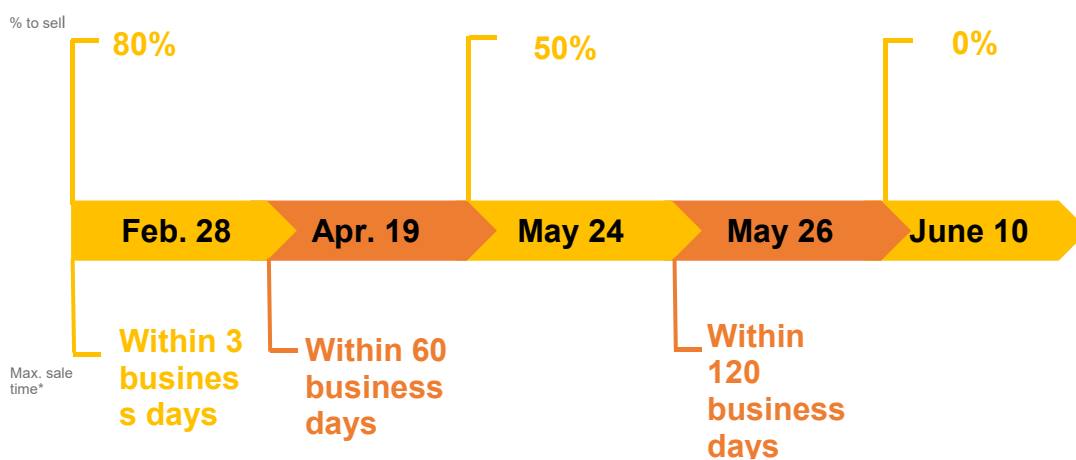 % to sell
80%
50%
0%
Feb. 28
Apr. 19
May 24
May 26
June 10
Max. sale
time*
Within 3
busines
s days
Within 60
business
days
Within
120
business
days